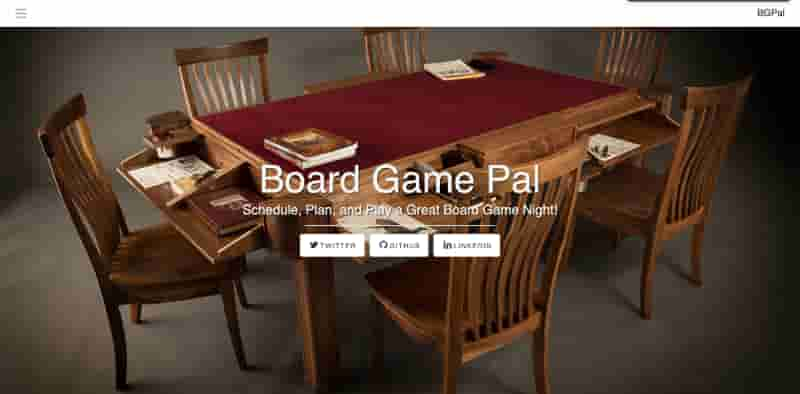 BGPal
Board Game Pal
Schedule, Plan, and Play a Great Board Game Night!
TWITTER
GITHUB
LINKEDIN